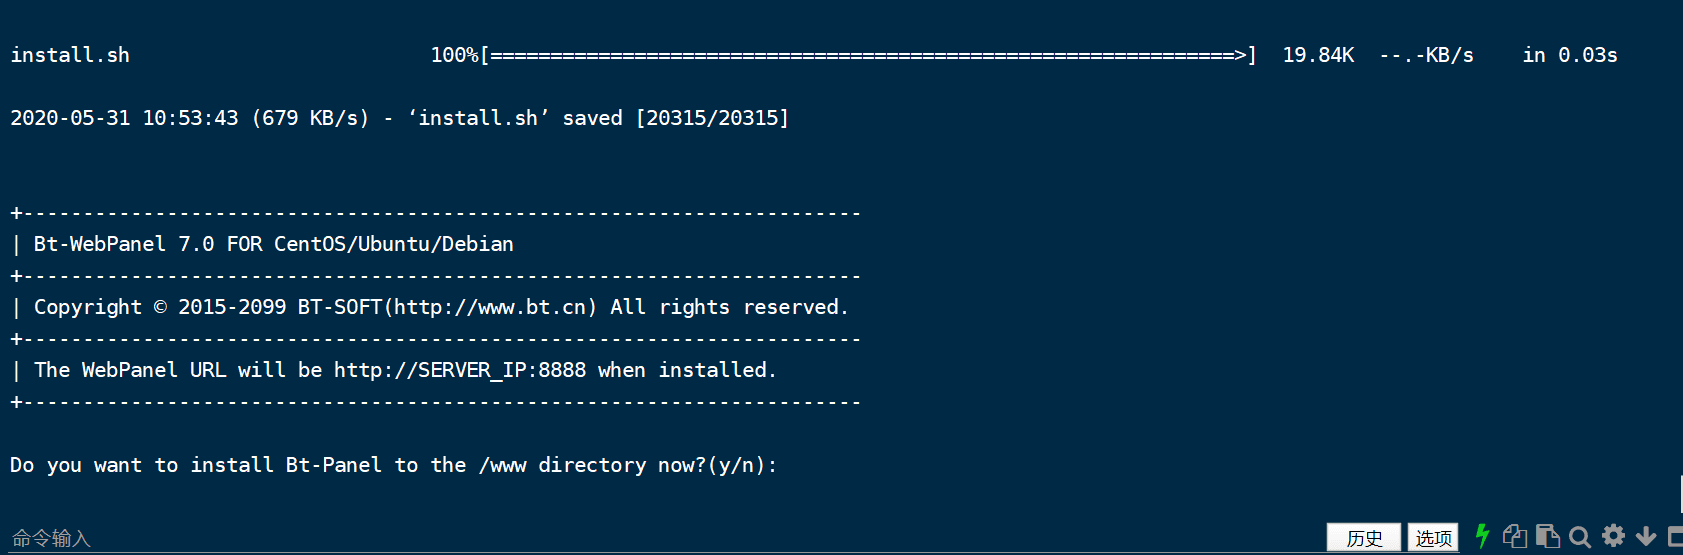 install.sh 100%[==============================================================>] 19.84K --.-KB/s in 0.03s
2020-05-31 10:53:43 (679 KB/s) - ‘install.sh’ saved [20315/20315]
+----------------------------------------------------------------------
| Bt-WebPanel 7.0 FOR CentOS/Ubuntu/Debian
+----------------------------------------------------------------------
| Copyright © 2015-2099 BT-SOFT(http://www.bt.cn) All rights reserved.
+----------------------------------------------------------------------
| The WebPanel URL will be http://SERVER_IP:8888 when installed.
+----------------------------------------------------------------------
Do you want to install Bt-Panel to the /www directory now?(y/n):
命令输入 历史 选项